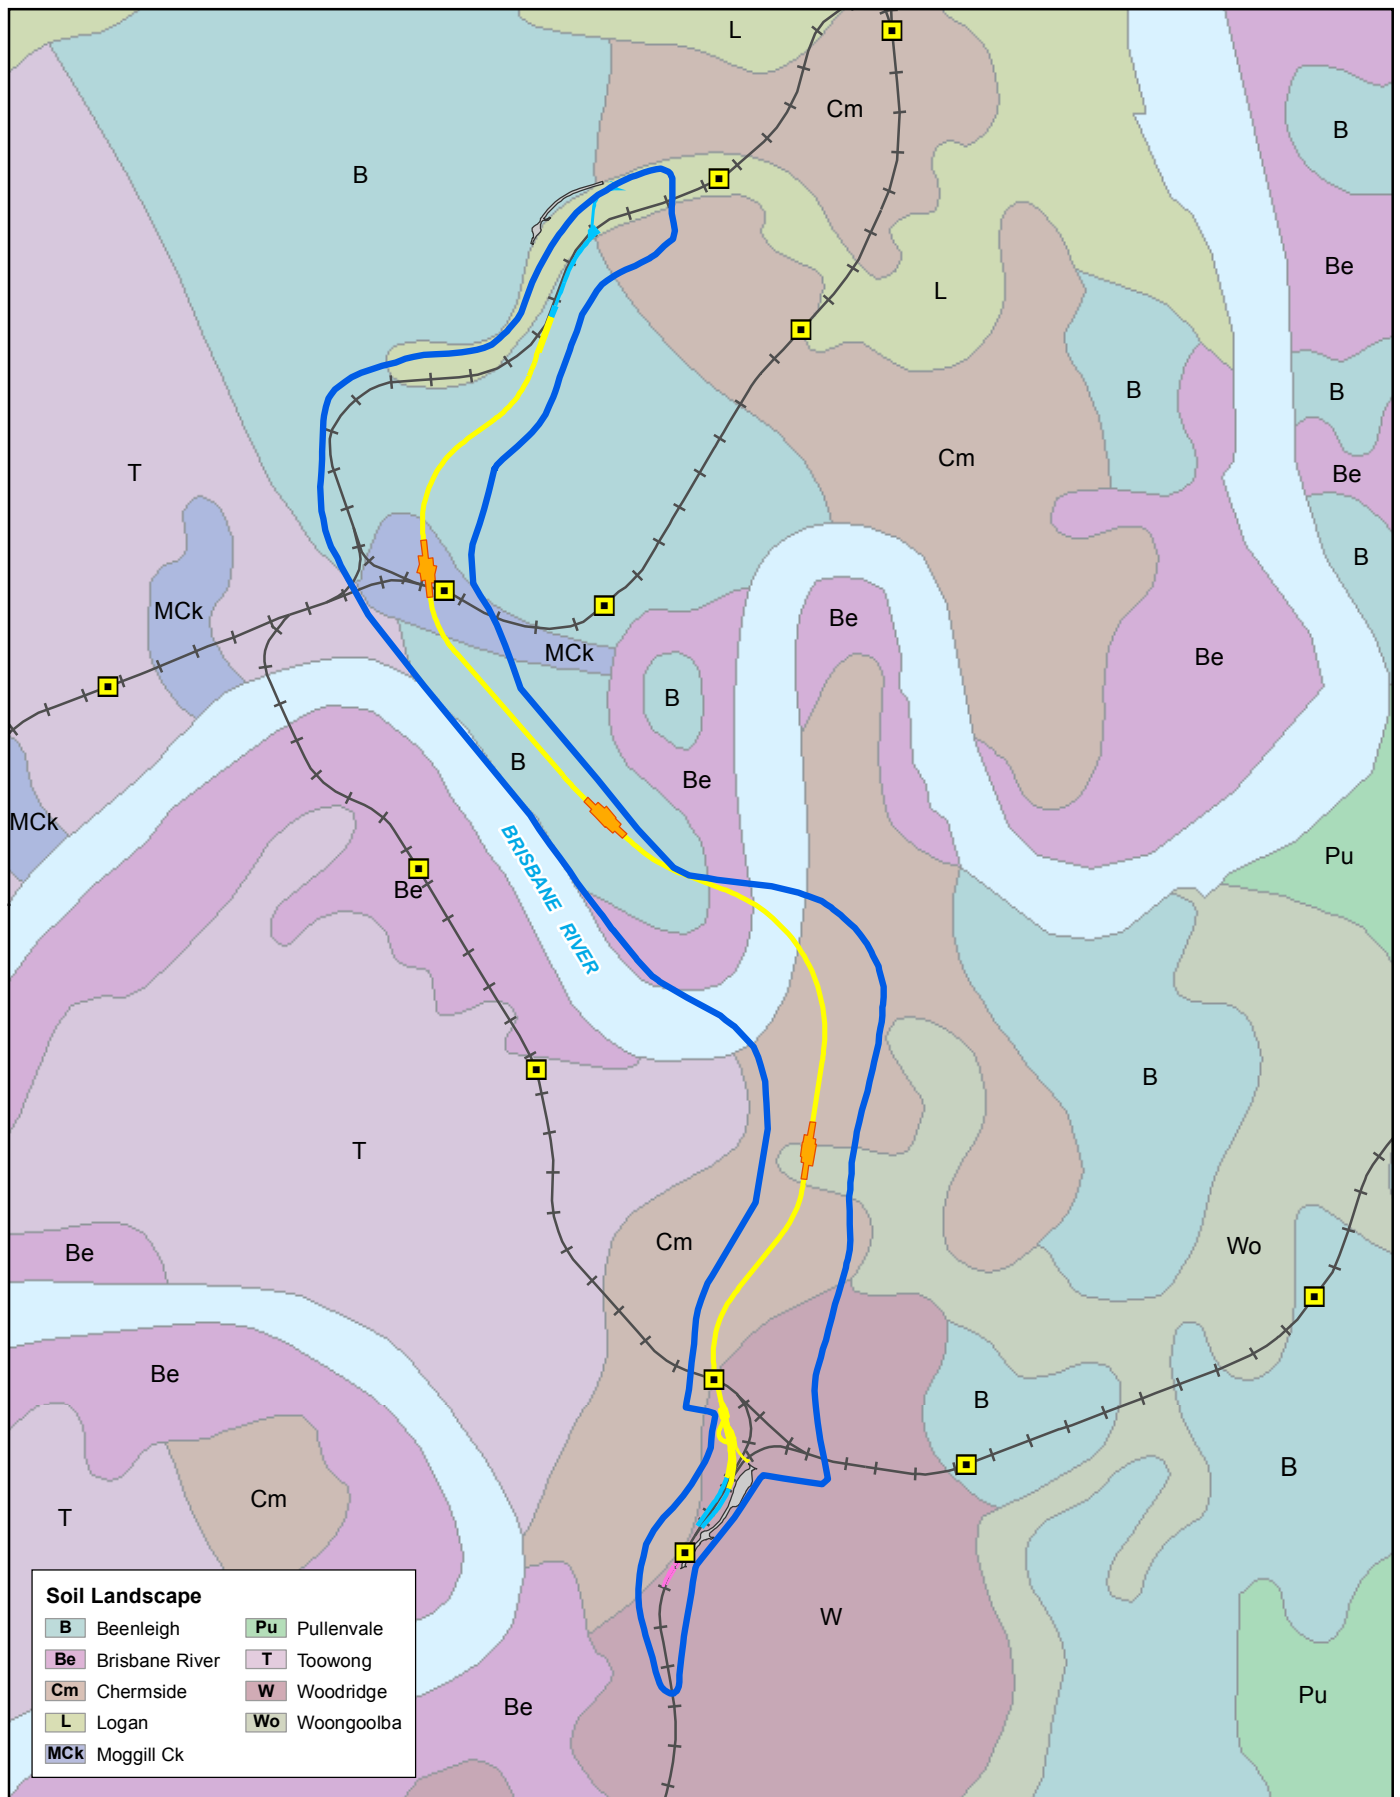 L
Cm
B
B
Be
L
B
B
Cm
T
Be
B
MCk
Be
MCk
Be
B
B
Be
MCk
Pu
Be
BRISBANE RIVER
B
T
Cm
Wo
Be
Be
B
B
Cm
T
W
Be
Pu
Soil Landscape
B Beenleigh
Be Brisbane River
Cm Chermside
L Logan
MCk Moggill Ck
Pu Pullenvale
T Toowong
W Woodridge
Wo Woongoolba